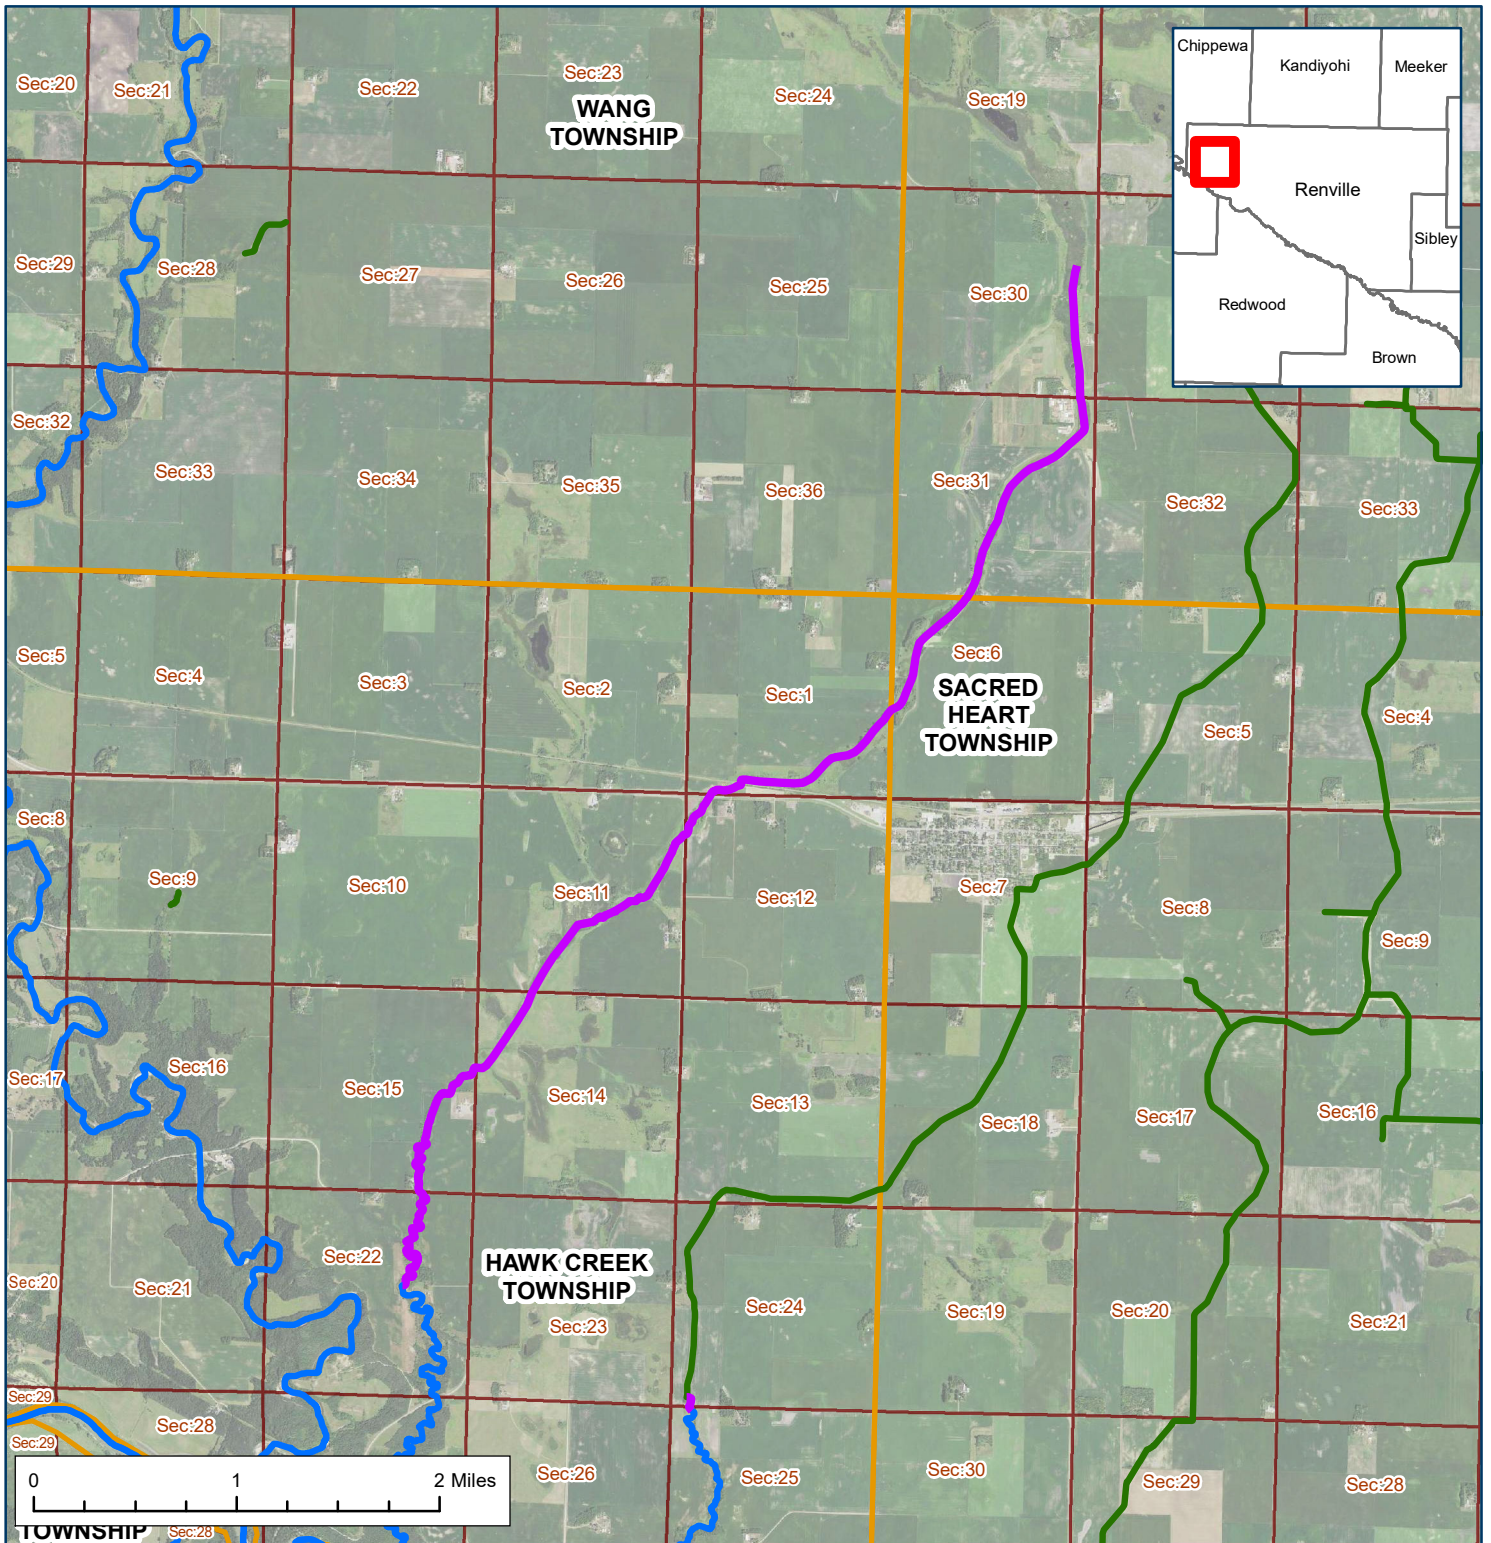 Sec:20
Sec:21
Sec:22
Sec:23
Sec:24
Sec:19
WANG
TOWNSHIP
Chippewa
Kandiyohi
Meeker
Renville
Sibley
Redwood
Brown
Sec:29
Sec:28
Sec:27
Sec:26
Sec:25
Sec:30
Sec:32
Sec:33
Sec:34
Sec:35
Sec:36
Sec:31
Sec:32
Sec:33
Sec:5
Sec:4
Sec:3
Sec:2
Sec:1
Sec:6
SACRED
HEART
TOWNSHIP
Sec:5
Sec:4
Sec:8
Sec:9
Sec:10
Sec:11
Sec:12
Sec:7
Sec:8
Sec:9
Sec:17
Sec:16
Sec:15
Sec:14
Sec:13
Sec:18
Sec:17
Sec:16
Sec:20
Sec:21
Sec:22
HAWK CREEK
TOWNSHIP
Sec:23
Sec:24
Sec:19
Sec:20
Sec:21
Sec:29
Sec:29
Sec:28
Sec:26
Sec:25
Sec:30
Sec:29
Sec:28
0 1 2 Miles
TOWNSHIP
Sec:28